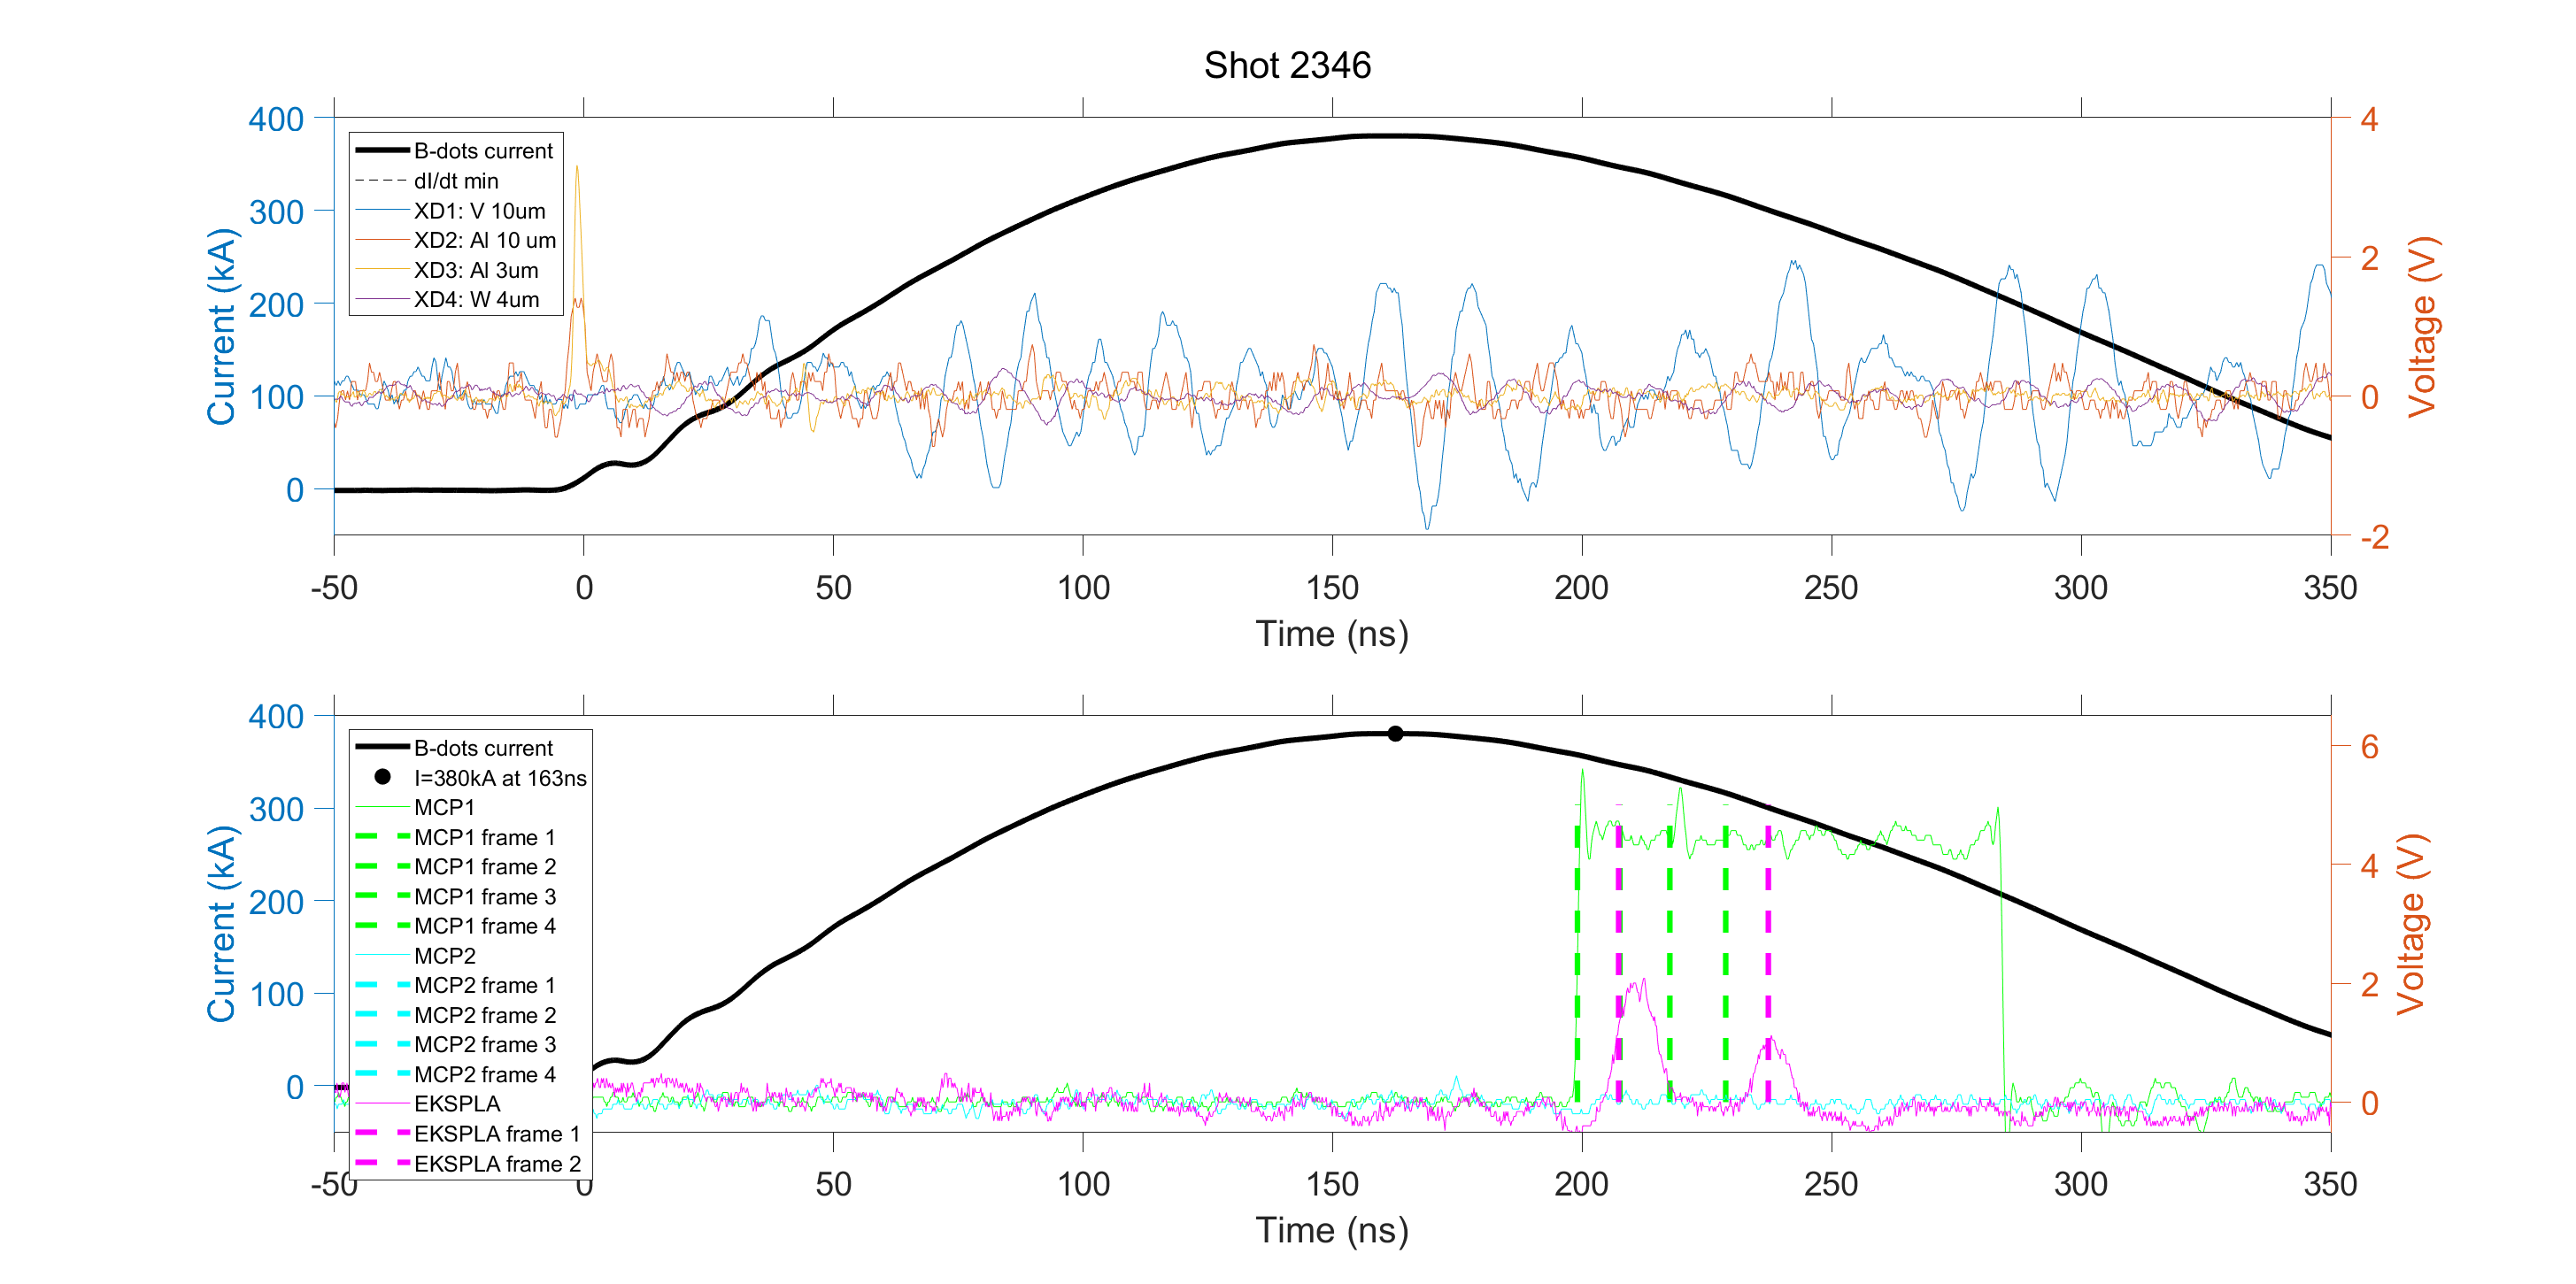 Shot 2346
400
300
200
100
0
Current (kA)
B-dots current
dI/dt min
XD1: V 10um
XD2: Al 10 um
XD3: Al 3um
XD4: W 4um
4
2
0
-2
Voltage (V)
-50 0 50 100 150 200 250 300 350
Time (ns)
400
300
200
100
0
Current (kA)
B-dots current
I=380kA at 163ns
MCP1
MCP1 frame 1
MCP1 frame 2
MCP1 frame 3
MCP1 frame 4
MCP2
MCP2 frame 1
MCP2 frame 2
MCP2 frame 3
MCP2 frame 4
EKSPLA
EKSPLA frame 1
EKSPLA frame 2
6
4
2
0
Voltage (V)
-50 0 50 100 150 200 250 300 350
Time (ns)